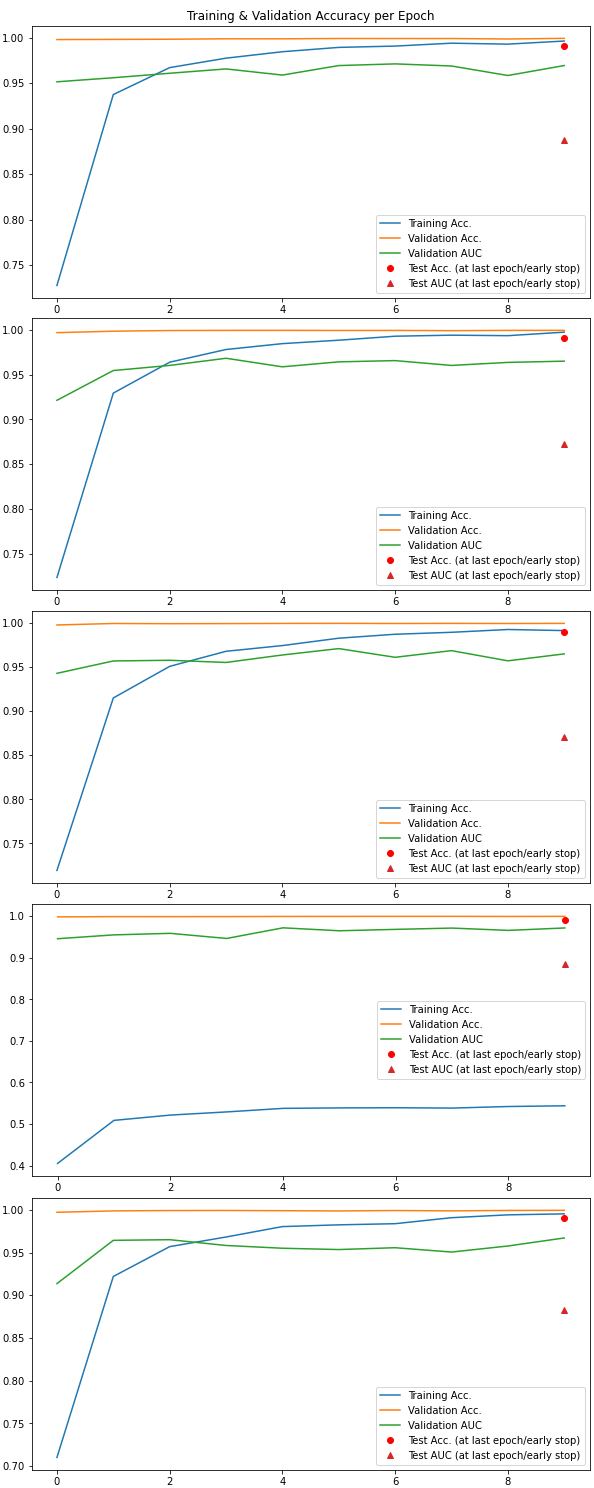 Training & Validation Accuracy per Epoch
1.00
0.95
0.90
0.85
0.80
0.75
Training Acc.
Validation Acc.
Validation AUC
Test Acc. (at last epoch/early stop)
Test AUC (at last epoch/early stop)
0 2 4 6 8
1.00
0.95
0.90
0.85
0.80
0.75
Training Acc.
Validation Acc.
Validation AUC
Test Acc. (at last epoch/early stop)
Test AUC (at last epoch/early stop)
0 2 4 6 8
1.00
0.95
0.90
0.85
0.80
0.75
Training Acc.
Validation Acc.
Validation AUC
Test Acc. (at last epoch/early stop)
Test AUC (at last epoch/early stop)
0 2 4 6 8
1.0
0.9
0.8
0.7
0.6
0.5
0.4
Training Acc.
Validation Acc.
Validation AUC
Test Acc. (at last epoch/early stop)
Test AUC (at last epoch/early stop)
0 2 4 6 8
1.00
0.95
0.90
0.85
0.80
0.75
0.70
Training Acc.
Validation Acc.
Validation AUC
Test Acc. (at last epoch/early stop)
Test AUC (at last epoch/early stop)
0 2 4 6 8